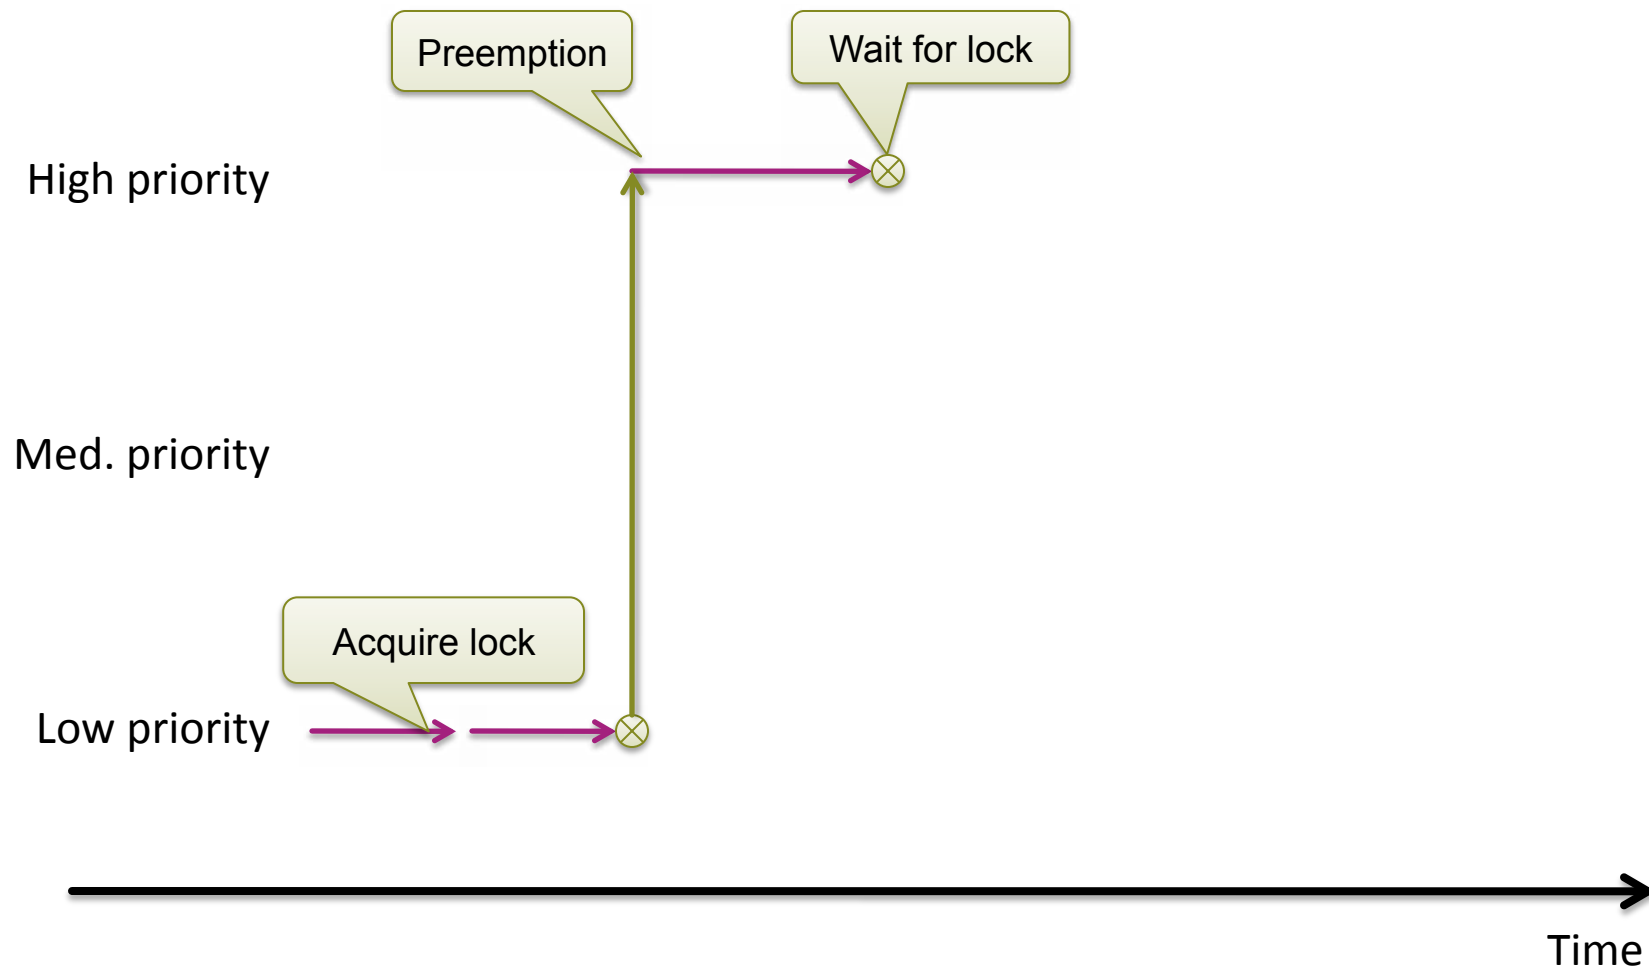 Preemption
Wait for lock
High priority
Med. priority
Acquire lock
Low priority
Time